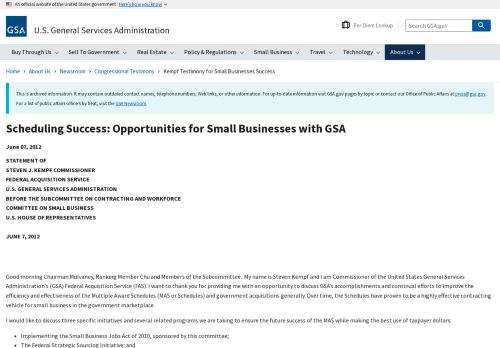 An official website of the United States government Here's how you know
GSA
U.S. General Services Administration
Per Diem Lookup
Search GSA.gov
Buy Through Us
Sell To Government
Real Estate
Policy & Regulations
Small Business
Travel
Technology
About Us
Home › About Us › Newsroom › Congressional Testimony › Kempf Testimony for Small Businesses Success
This is archived information. It may contain outdated contact names, telephone numbers, Web links, or other information. For up-to-date information visit GSA.gov pages by topic or contact our Office of Public Affairs at press@gsa.gov.
For a list of public affairs officers by beat, visit the GSA Newsroom.
Scheduling Success: Opportunities for Small Businesses with GSA
June 07, 2012
STATEMENT OF
STEVEN J. KEMPF COMMISSIONER
FEDERAL ACQUISITION SERVICE
U.S. GENERAL SERVICES ADMINISTRATION
BEFORE THE SUBCOMMITTEE ON CONTRACTING AND WORKFORCE
COMMITTEE ON SMALL BUSINESS
U.S. HOUSE OF REPRESENTATIVES
JUNE 7, 2012
Good morning Chairman Mulvaney, Ranking Member Chu and Members of the Subcommittee. My name is Steven Kempf and I am Commissioner of the United States General Services
Administration's (GSA) Federal Acquisition Service (FAS). I want to thank you for providing me with an opportunity to discuss GSA's accomplishments and continual efforts to improve the
efficiency and effectiveness of the Multiple Award Schedules (MAS or Schedules) and government acquisitions generally. Over time, the Schedules have proven to be a highly effective contracting
vehicle for small business in the government marketplace.
I would like to discuss three specific initiatives and several related programs we are taking to ensure the future success of the MAS while making the best use of taxpayer dollars:
• Implementing the Small Business Jobs Act of 2010, sponsored by this committee;
• The Federal Strategic Sourcing Initiative; and